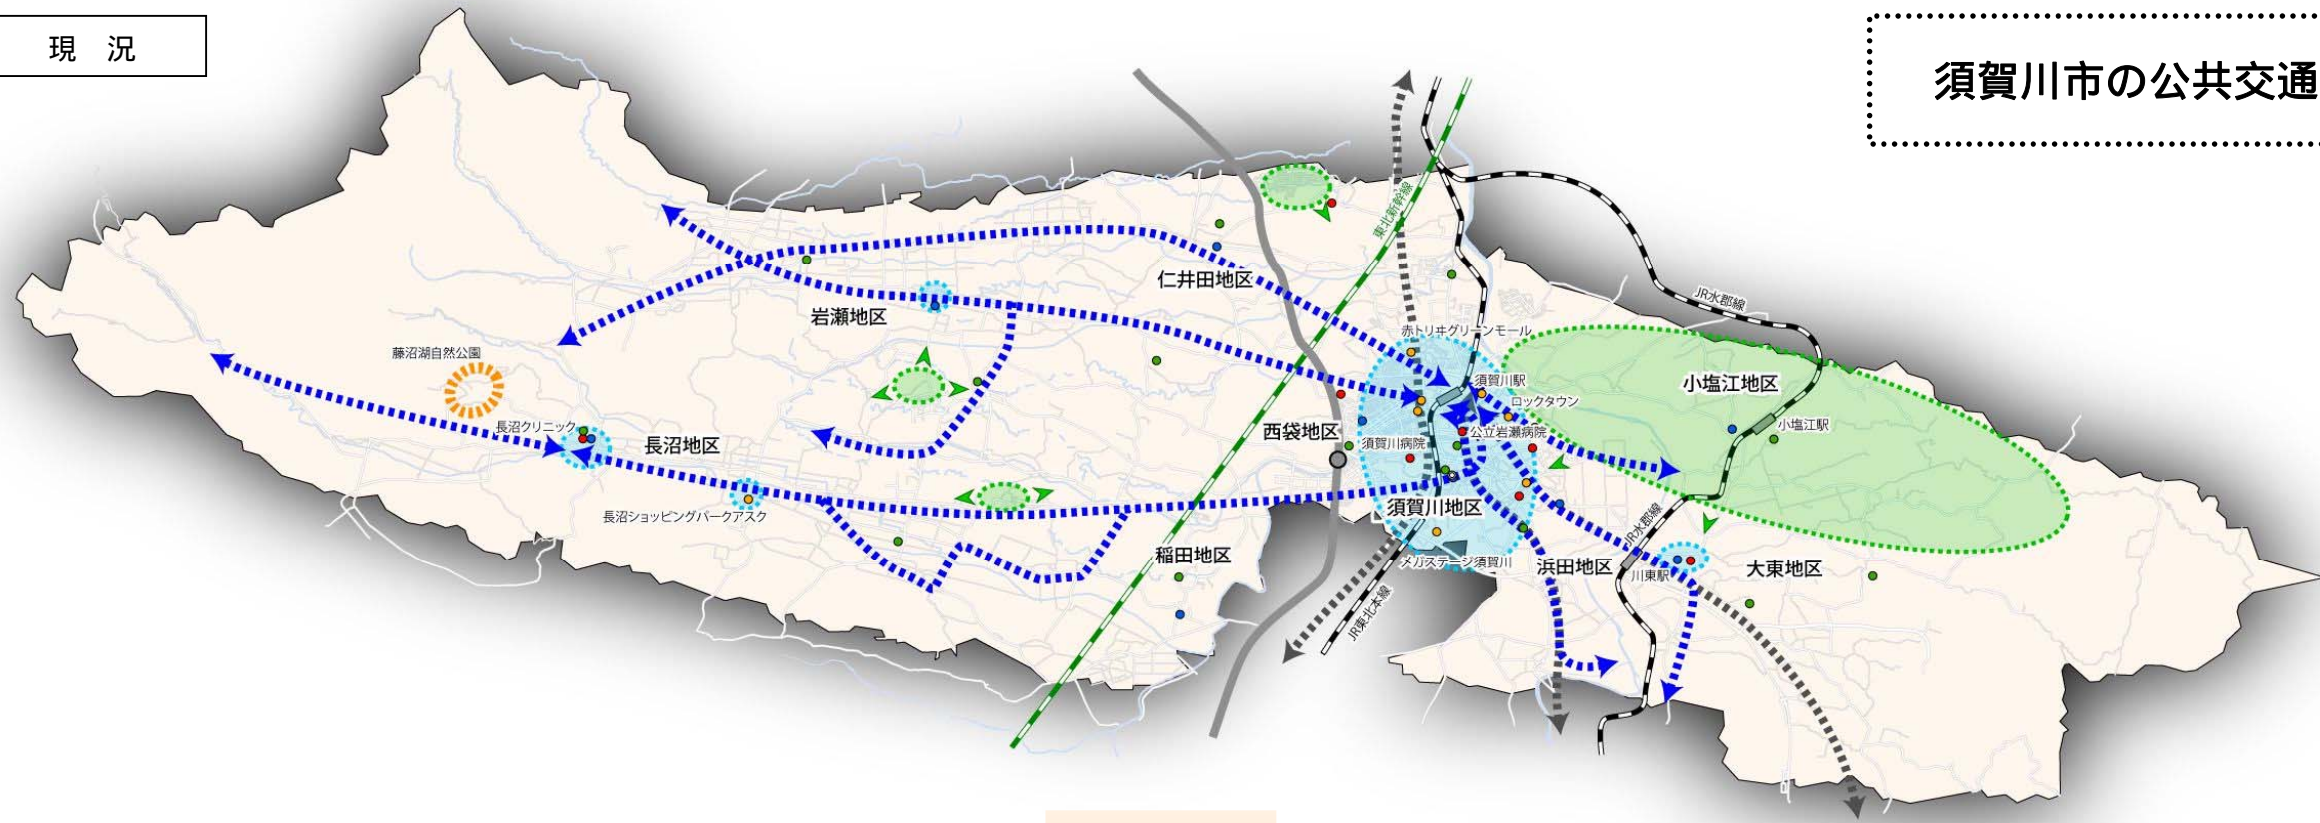 現　況
須賀川市の公共交通
東北新幹線
JR水郡線
仁井田地区
岩瀬地区
赤トリヰグリーンモール
藤沼湖自然公園
須賀川駅
小塩江地区
ロックタウン
長沼クリニック
長沼地区
西袋地区
須賀川病院
公立岩瀬病院
小塩江駅
長沼ショッピングパークアスク
須賀川地区
JR水郡線
稲田地区
メガステージ須賀川
浜田地区
川東駅
大東地区
JR東北本線